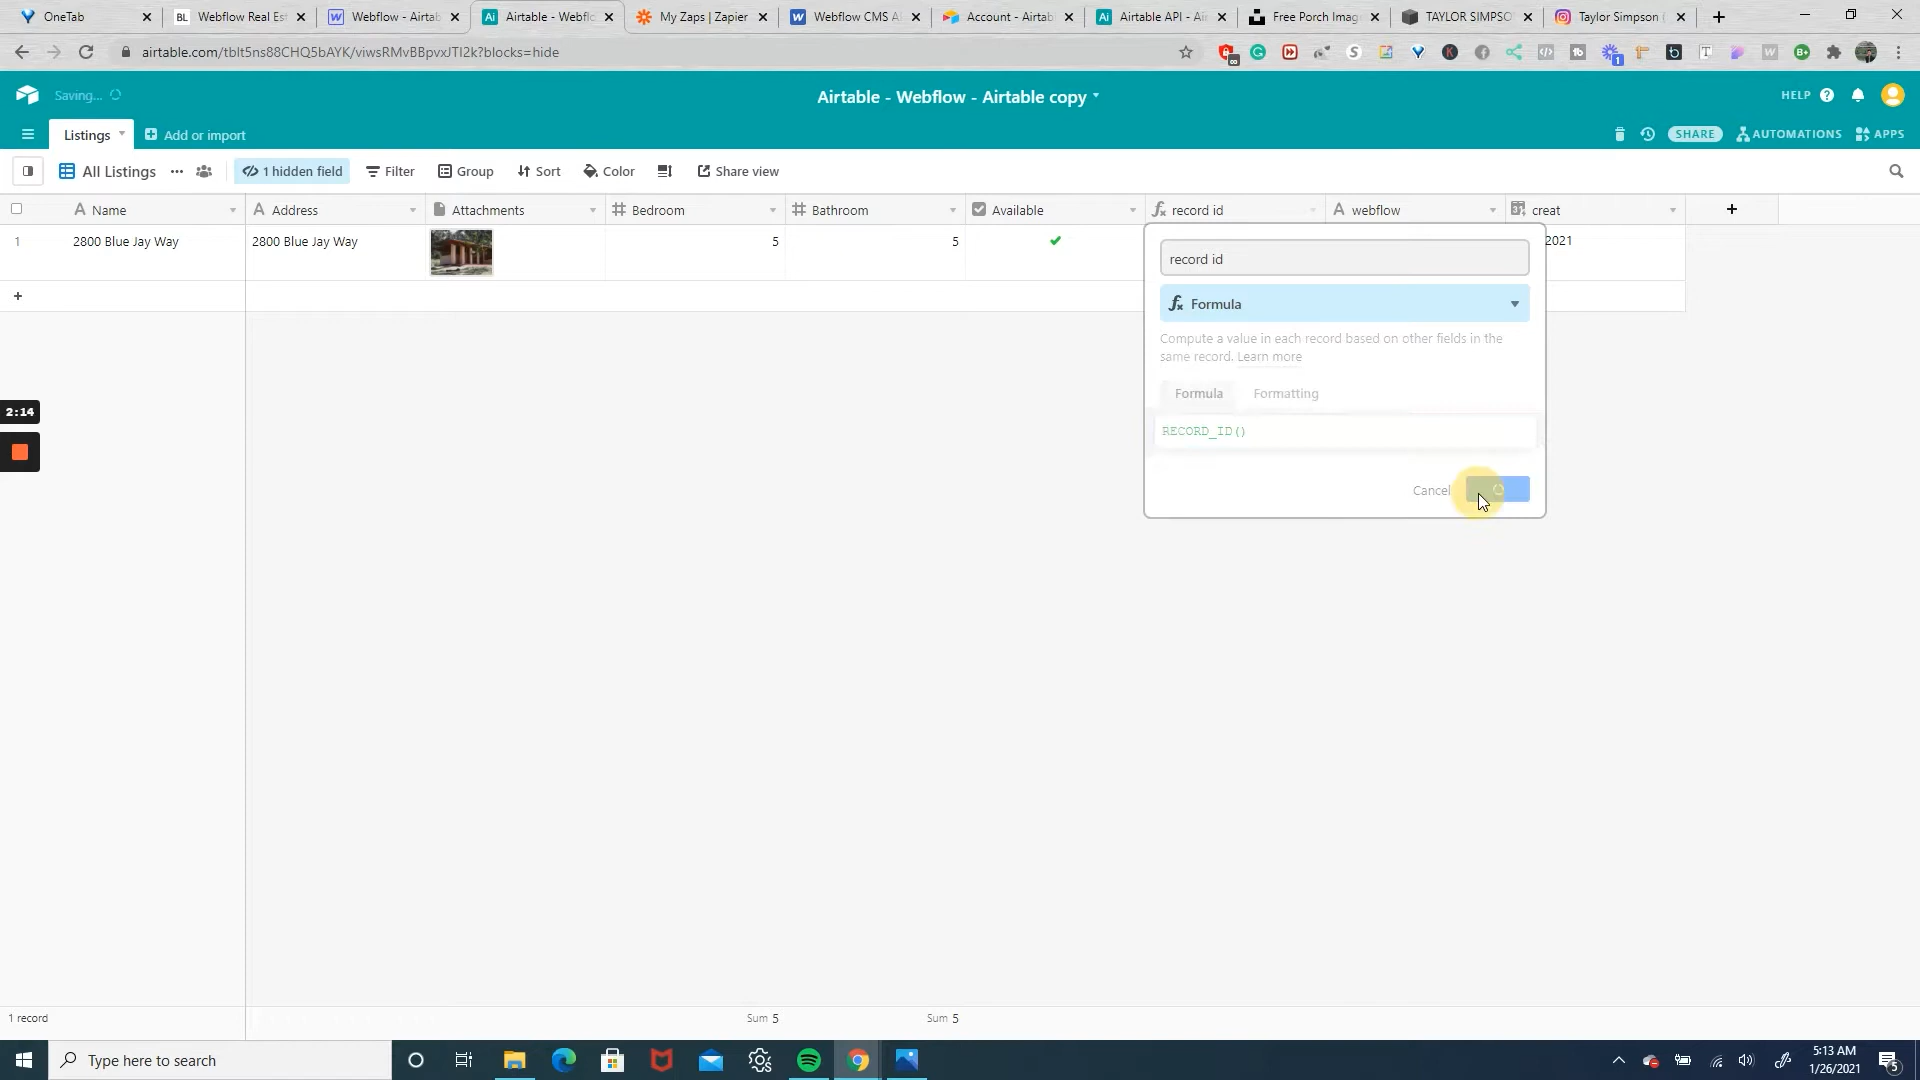 OneTab
BL Webflow Real Es
Webflow - Airtab
Airtable - Webflo
My Zaps | Zapier
Webflow CMS A
Account - Airtab
Airtable API - Ai
Free Porch Imag
TAYLOR SIMPSO
Taylor Simpson (
airtable.com/tblt5ns88CHQ5bAYK/viwsRMvBBpvxJTI2k?blocks=hide
Saving...
Airtable - Webflow - Airtable copy
HELP
Listings
Add or import
SHARE
AUTOMATIONS
APPS
All Listings
1 hidden field
Filter
Group
Sort
Color
Share view
Name
Address
Attachments
Bedroom
Bathroom
Available
record id
webflow
creat
1
2800 Blue Jay Way
2800 Blue Jay Way
5
5
2021
record id
Formula
Compute a value in each record based on other fields in the
same record. Learn more
Formula
Formatting
RECORD_ID()
Cancel
2:14
1 record
Sum 5
Sum 5
Type here to search
5:13 AM
1/26/2021
5